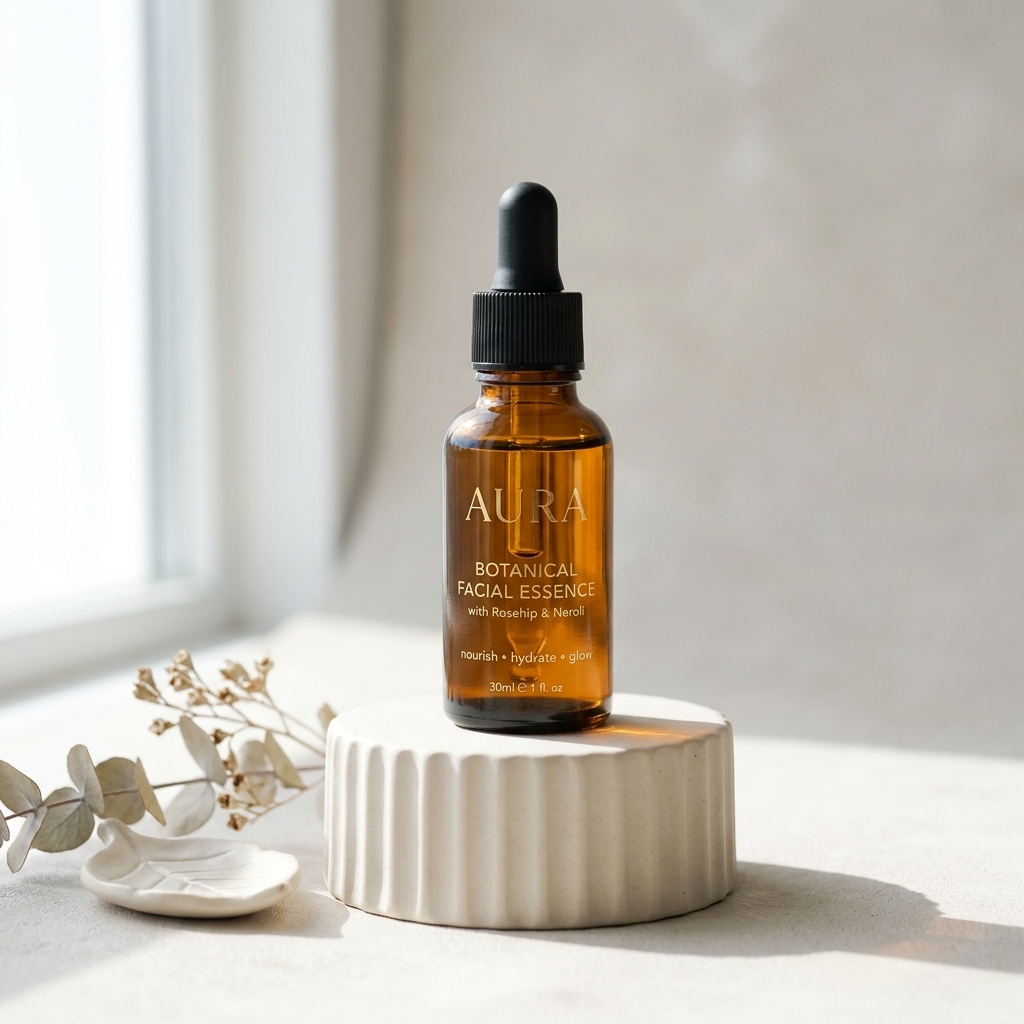 AURA
BOTANICAL
FACIAL ESSENCE
with Rosehip & Neroli
nourish • hydrate • glow
30ml ℮ 1 fl. oz